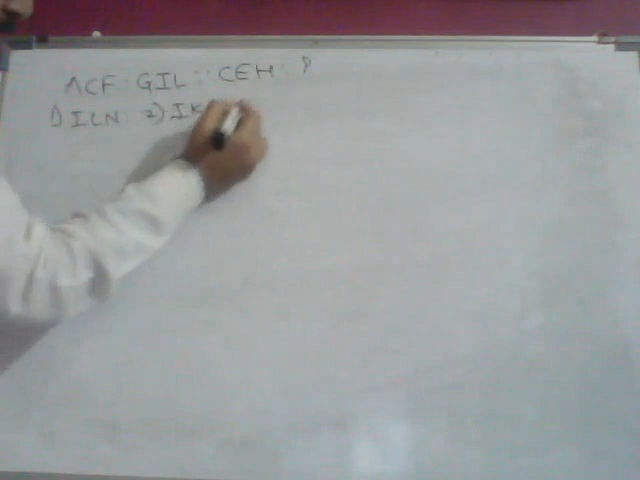 ACF : GIL :: CEH : ?
1) ILN 2) IK